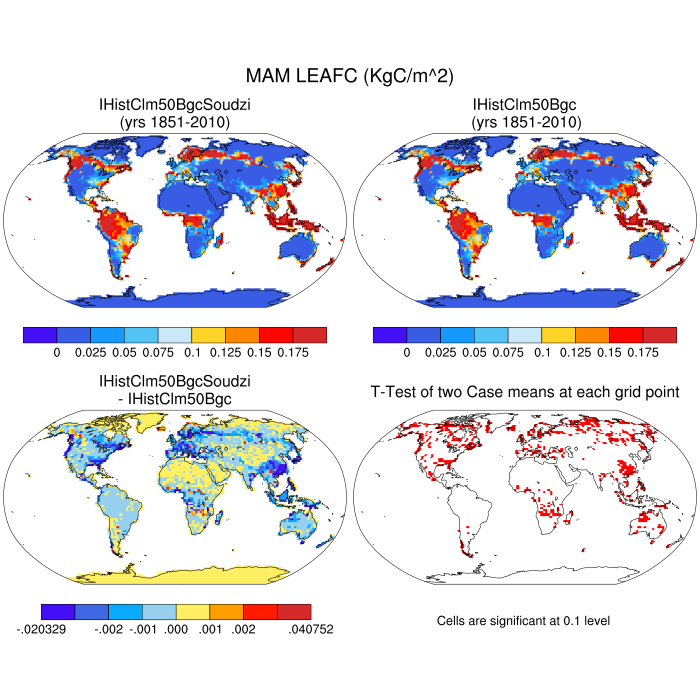 MAM LEAFC (KgC/m^2)
IHistClm50BgcSoudzi
(yrs 1851-2010)
IHistClm50Bgc
(yrs 1851-2010)
0 0.025 0.05 0.075 0.1 0.125 0.15 0.175
0 0.025 0.05 0.075 0.1 0.125 0.15 0.175
IHistClm50BgcSoudzi
- IHistClm50Bgc
T-Test of two Case means at each grid point
-.020329 -.002 -.001 .000 .001 .002 .040752
Cells are significant at 0.1 level